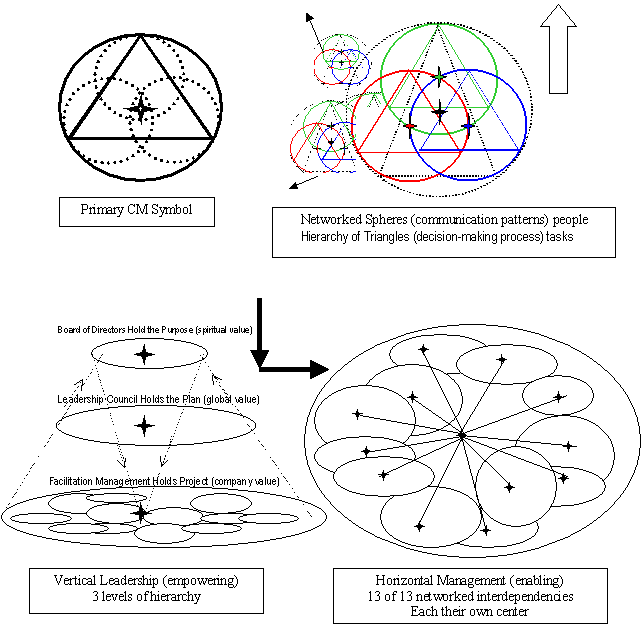 Primary CM Symbol
Networked Spheres (communication patterns) people
Hierarchy of Triangles (decision-making process) tasks
Board of Directors Hold the Purpose (spiritual value)
Leadership Council Holds the Plan (global value)
Facilitation Management Holds Project (company value)
Vertical Leadership (empowering)
3 levels of hierarchy
Horizontal Management (enabling)
13 of 13 networked interdependencies
Each their own center